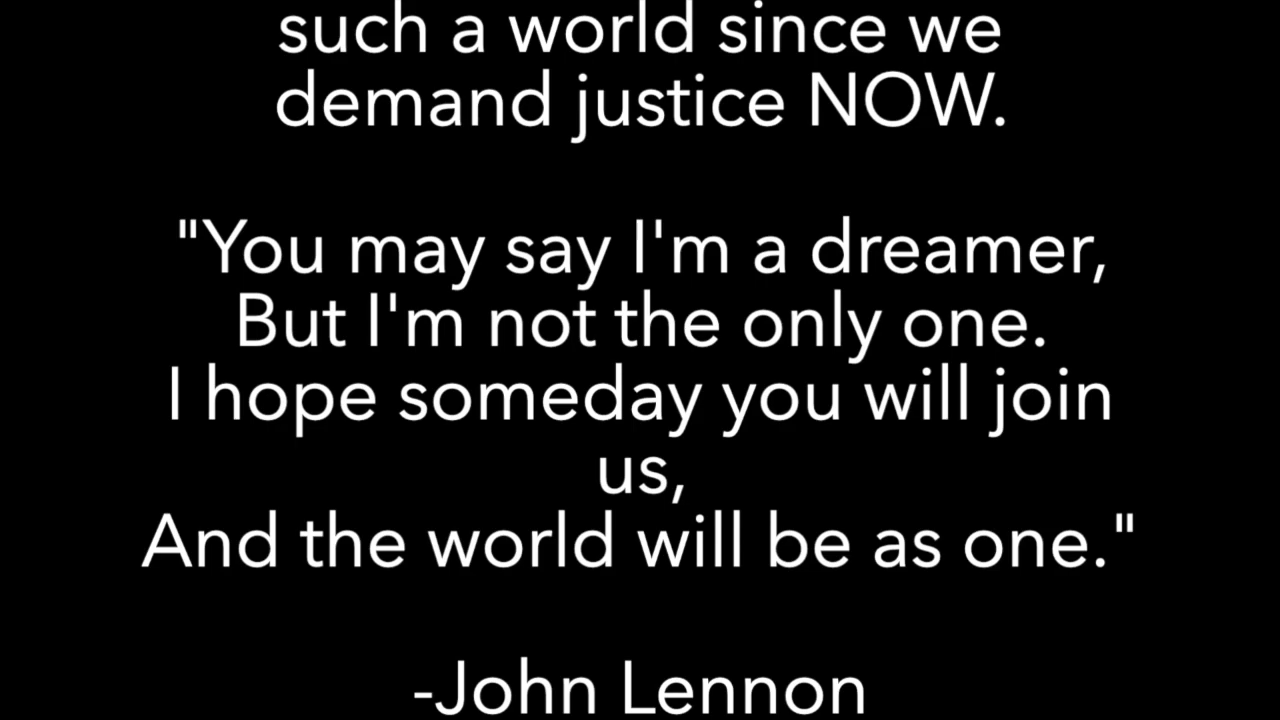 such a world since we
demand justice NOW.
"You may say I'm a dreamer,
But I'm not the only one.
I hope someday you will join
us,
And the world will be as one."
-John Lennon